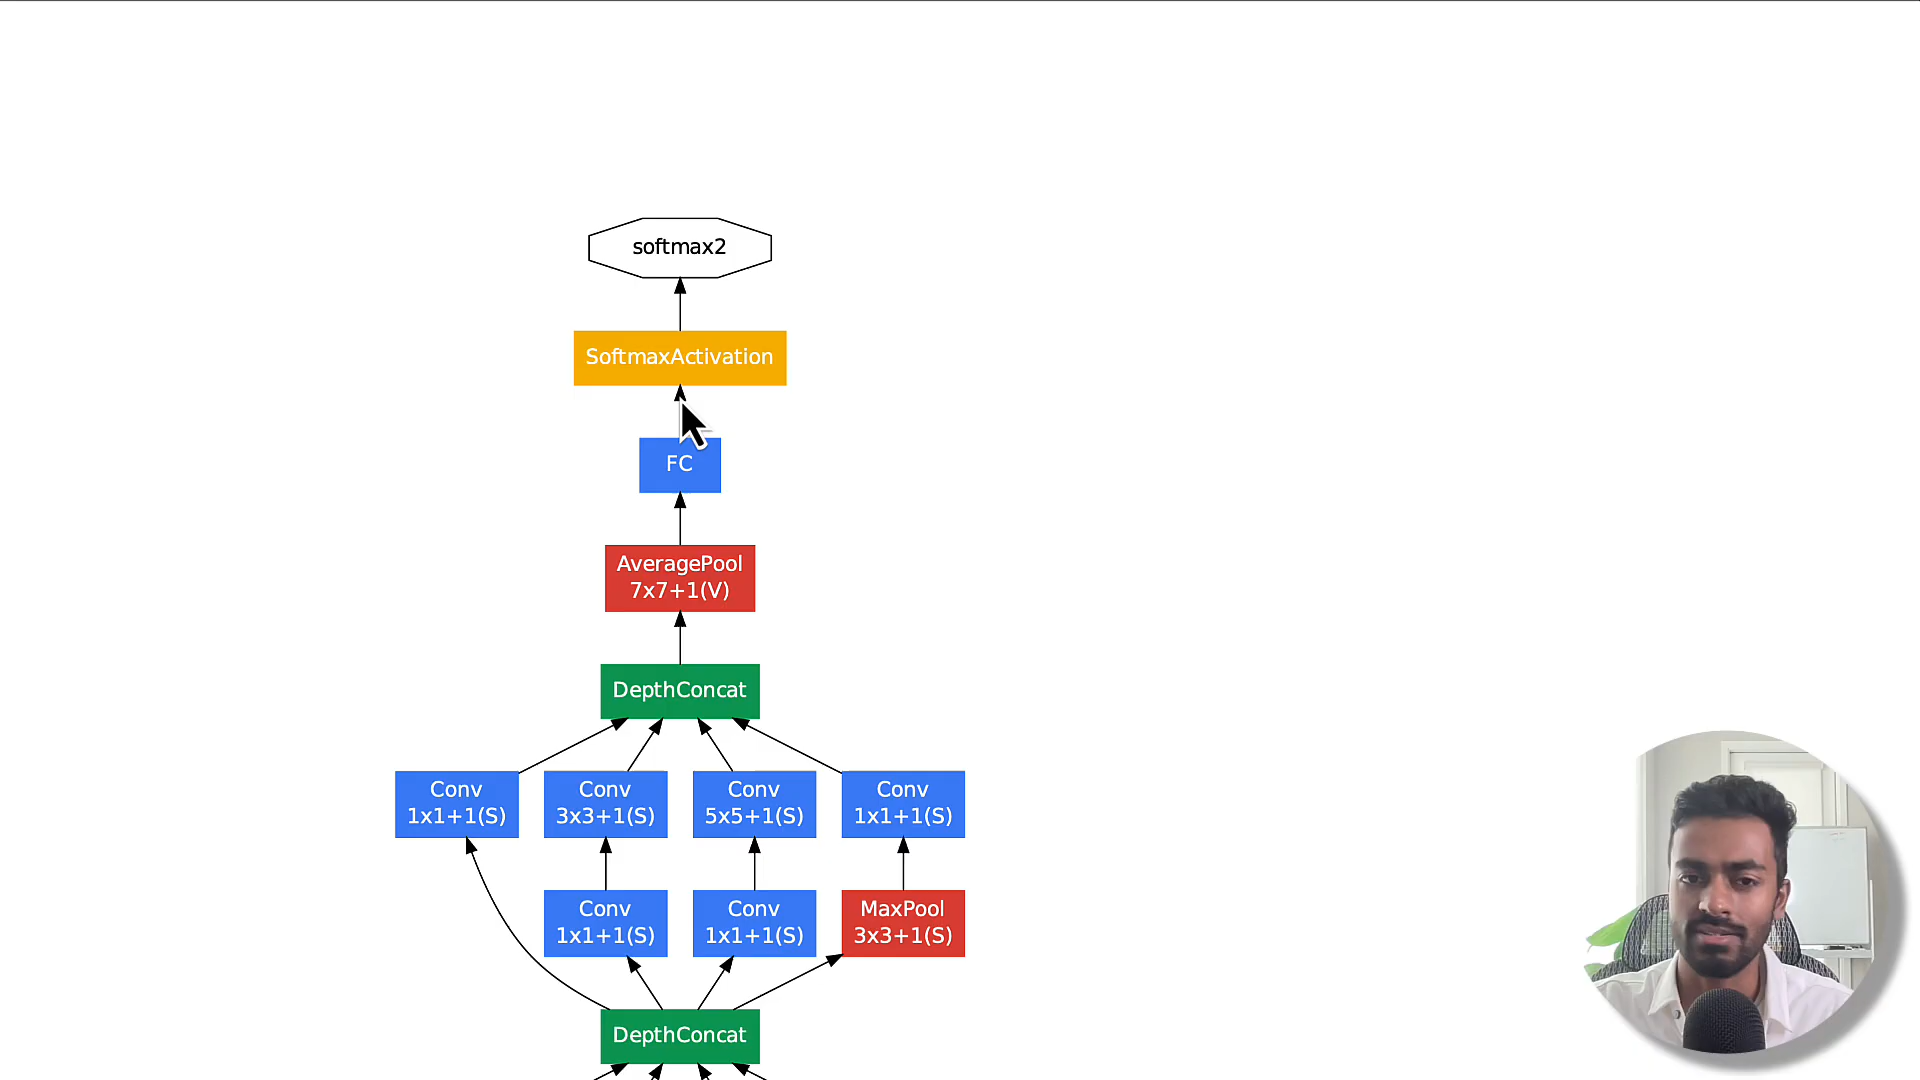 softmax2
SoftmaxActivation
FC
AveragePool
7x7+1(V)
DepthConcat
Conv
1x1+1(S)
Conv
3x3+1(S)
Conv
5x5+1(S)
Conv
1x1+1(S)
Conv
1x1+1(S)
Conv
1x1+1(S)
MaxPool
3x3+1(S)
DepthConcat